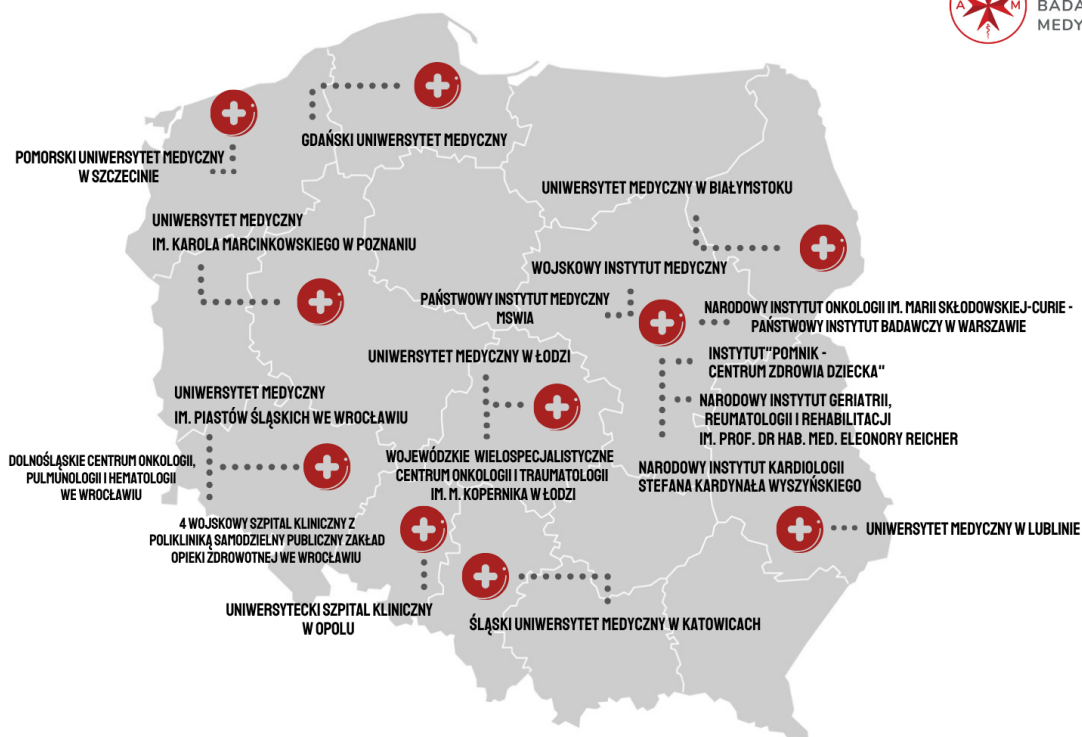 A M
BADA
MEDY
GDAŃSKI UNIWERSYTET MEDYCZNY
POMORSKI UNIWERSYTET MEDYCZNY
W SZCZECINIE
UNIWERSYTET MEDYCZNY W BIAŁYMSTOKU
UNIWERSYTET MEDYCZNY
IM. KAROLA MARCINKOWSKIEGO W POZNANIU
WOJSKOWY INSTYTUT MEDYCZNY
PAŃSTWOWY INSTYTUT MEDYCZNY
MSWIA
NARODOWY INSTYTUT ONKOLOGII IM. MARII SKŁODOWSKIEJ-CURIE -
PAŃSTWOWY INSTYTUT BADAWCZY W WARSZAWIE
INSTYTUT"POMNIK -
CENTRUM ZDROWIA DZIECKA"
UNIWERSYTET MEDYCZNY W ŁODZI
NARODOWY INSTYTUT GERIATRII,
REUMATOLOGII I REHABILITACJI
IM. PROF. DR HAB. MED. ELEONORY REICHER
UNIWERSYTET MEDYCZNY
IM. PIASTÓW ŚLĄSKICH WE WROCŁAWIU
DOLNOŚLĄSKIE CENTRUM ONKOLOGII,
PULMUNOLOGII I HEMATOLOGII
WE WROCŁAWIU
WOJEWÓDZKIE WIELOSPECJALISTYCZNE
CENTRUM ONKOLOGII I TRAUMATOLOGII
IM. M. KOPERNIKA W ŁODZI
NARODOWY INSTYTUT KARDIOLOGII
STEFANA KARDYNAŁA WYSZYŃSKIEGO
4 WOJSKOWY SZPITAL KLINICZNY Z
POLIKLINIKĄ SAMODZIELNY PUBLICZNY ZAKŁAD
OPIEKI ZDROWOTNEJ WE WROCŁAWIU
UNIWERSYTET MEDYCZNY W LUBLINIE
UNIWERSYTECKI SZPITAL KLINICZNY
W OPOLU
ŚLĄSKI UNIWERSYTET MEDYCZNY W KATOWICACH